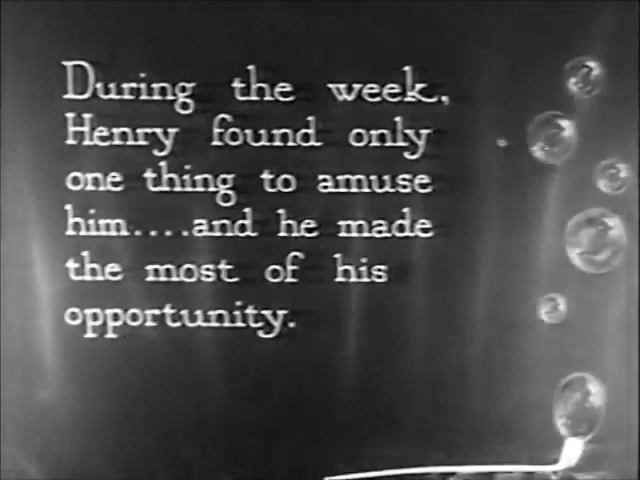 During the week,
Henry found only
one thing to amuse
him....and he made
the most of his
opportunity.